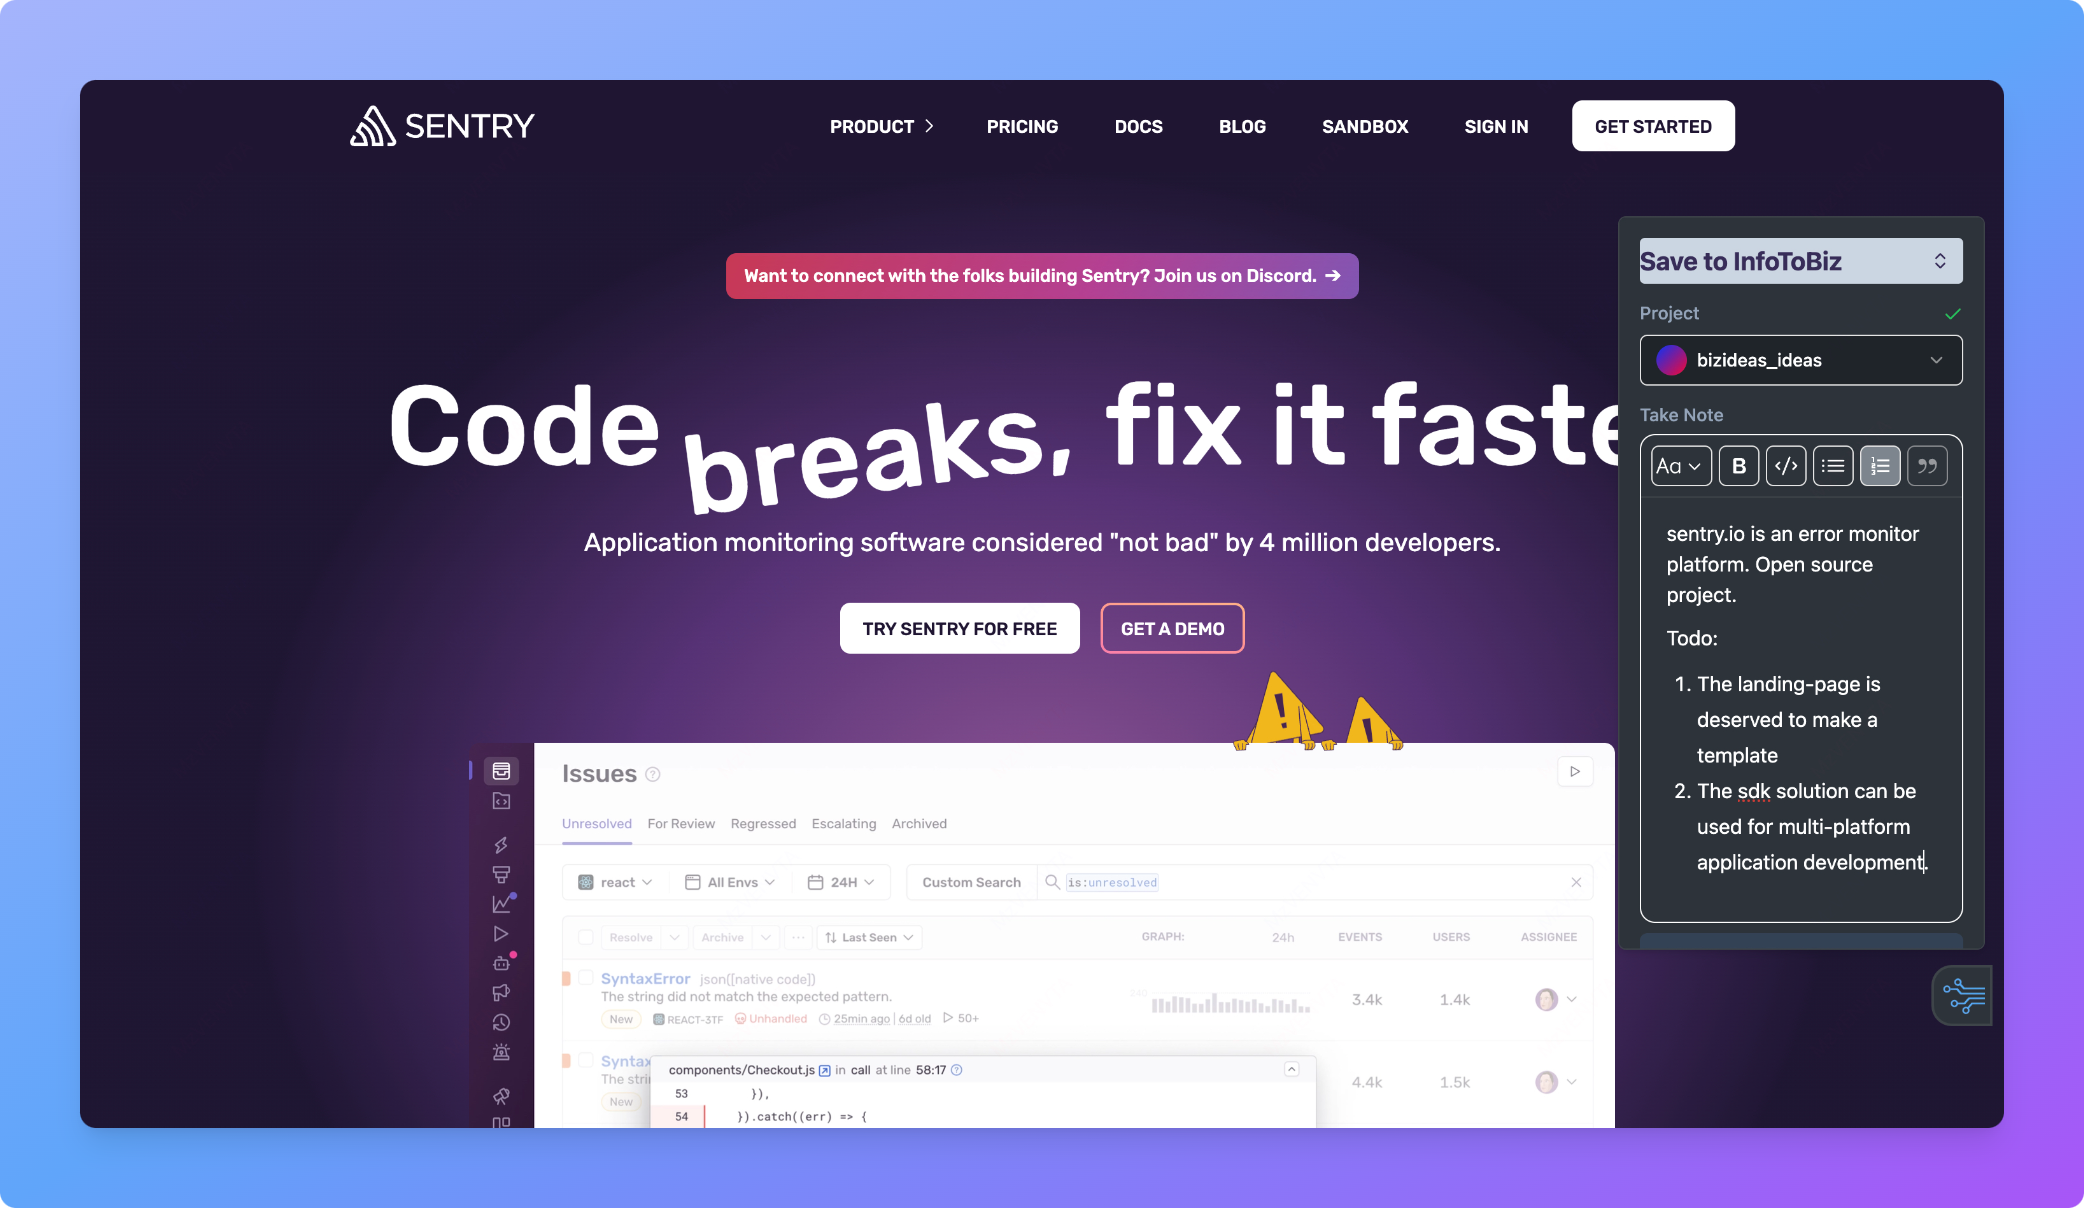 SENTRY
PRODUCT
PRICING
DOCS
BLOG
SANDBOX
SIGN IN
GET STARTED
Want to connect with the folks building Sentry? Join us on Discord. →
Code breaks, fix it faste
Application monitoring software considered "not bad" by 4 million developers.
TRY SENTRY FOR FREE
GET A DEMO
Issues
Unresolved For Review Regressed Escalating Archived
react All Envs 24H Custom Search is:unresolved
Resolve Archive Last Seen GRAPH: 24h EVENTS USERS ASSIGNEE
SyntaxError json([native code])
The string did not match the expected pattern.
New REACT-3TF Unhandled 25min ago | 6d old 50+
3.4k 1.4k
Syntax
The stri
New
4.4k 1.5k
components/Checkout.js in call at line 58:17
53 }),
54 }).catch((err) => {
Save to InfoToBiz
Project
bizideas_ideas
Take Note
Aa B </>
sentry.io is an error monitor
platform. Open source
project.
Todo:
1. The landing-page is
deserved to make a
template
2. The sdk solution can be
used for multi-platform
application development.